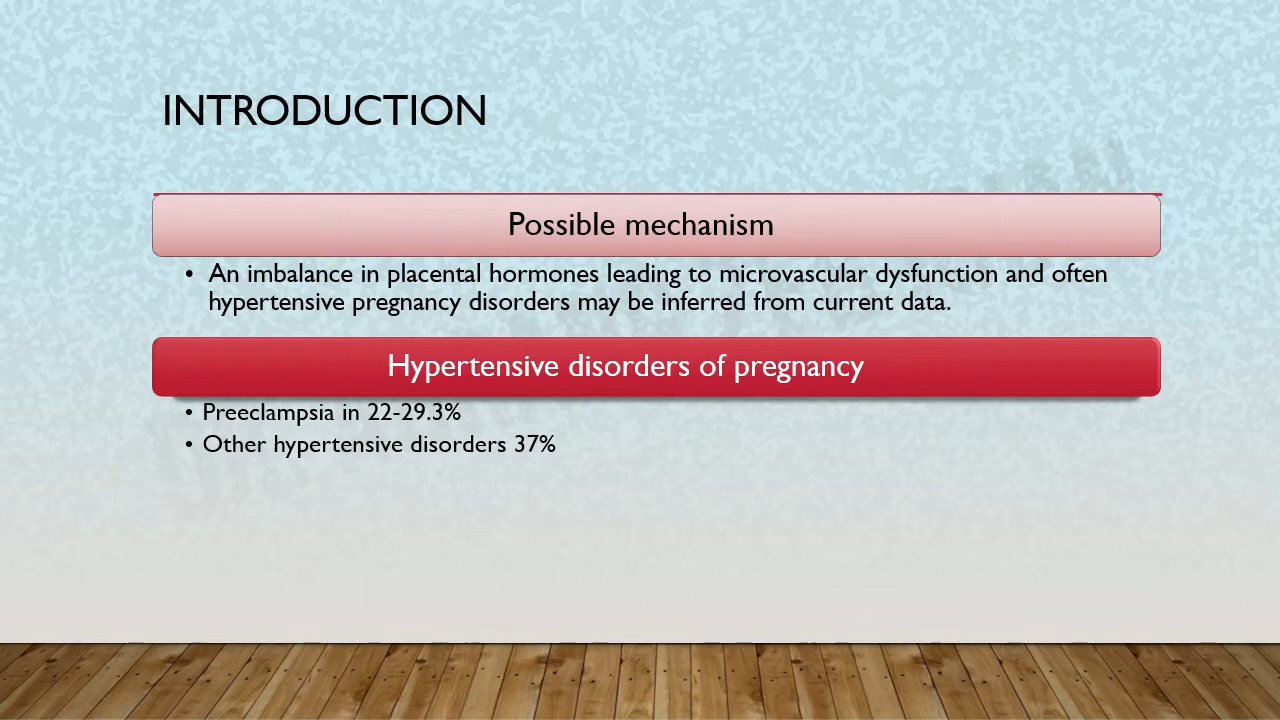 INTRODUCTION
Possible mechanism
• An imbalance in placental hormones leading to microvascular dysfunction and often
hypertensive pregnancy disorders may be inferred from current data.
Hypertensive disorders of pregnancy
• Preeclampsia in 22-29.3%
• Other hypertensive disorders 37%